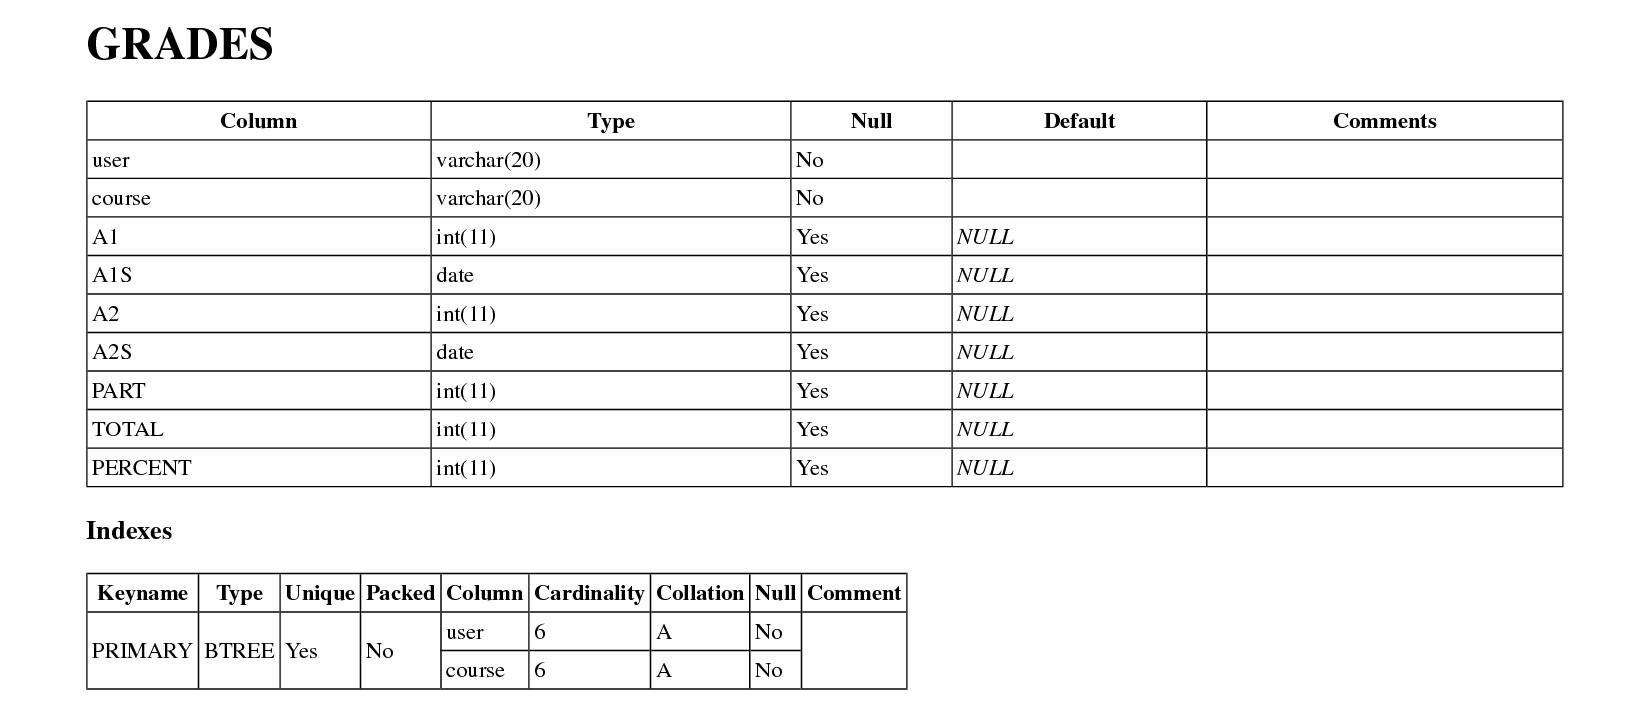 GRADES
Column Type Null Default Comments
user varchar(20) No
course varchar(20) No
A1 int(11) Yes NULL
A1S date Yes NULL
A2 int(11) Yes NULL
A2S date Yes NULL
PART int(11) Yes NULL
TOTAL int(11) Yes NULL
PERCENT int(11) Yes NULL
Indexes
Keyname Type Unique Packed Column Cardinality Collation Null Comment
PRIMARY BTREE Yes No user 6 A No
course 6 A No